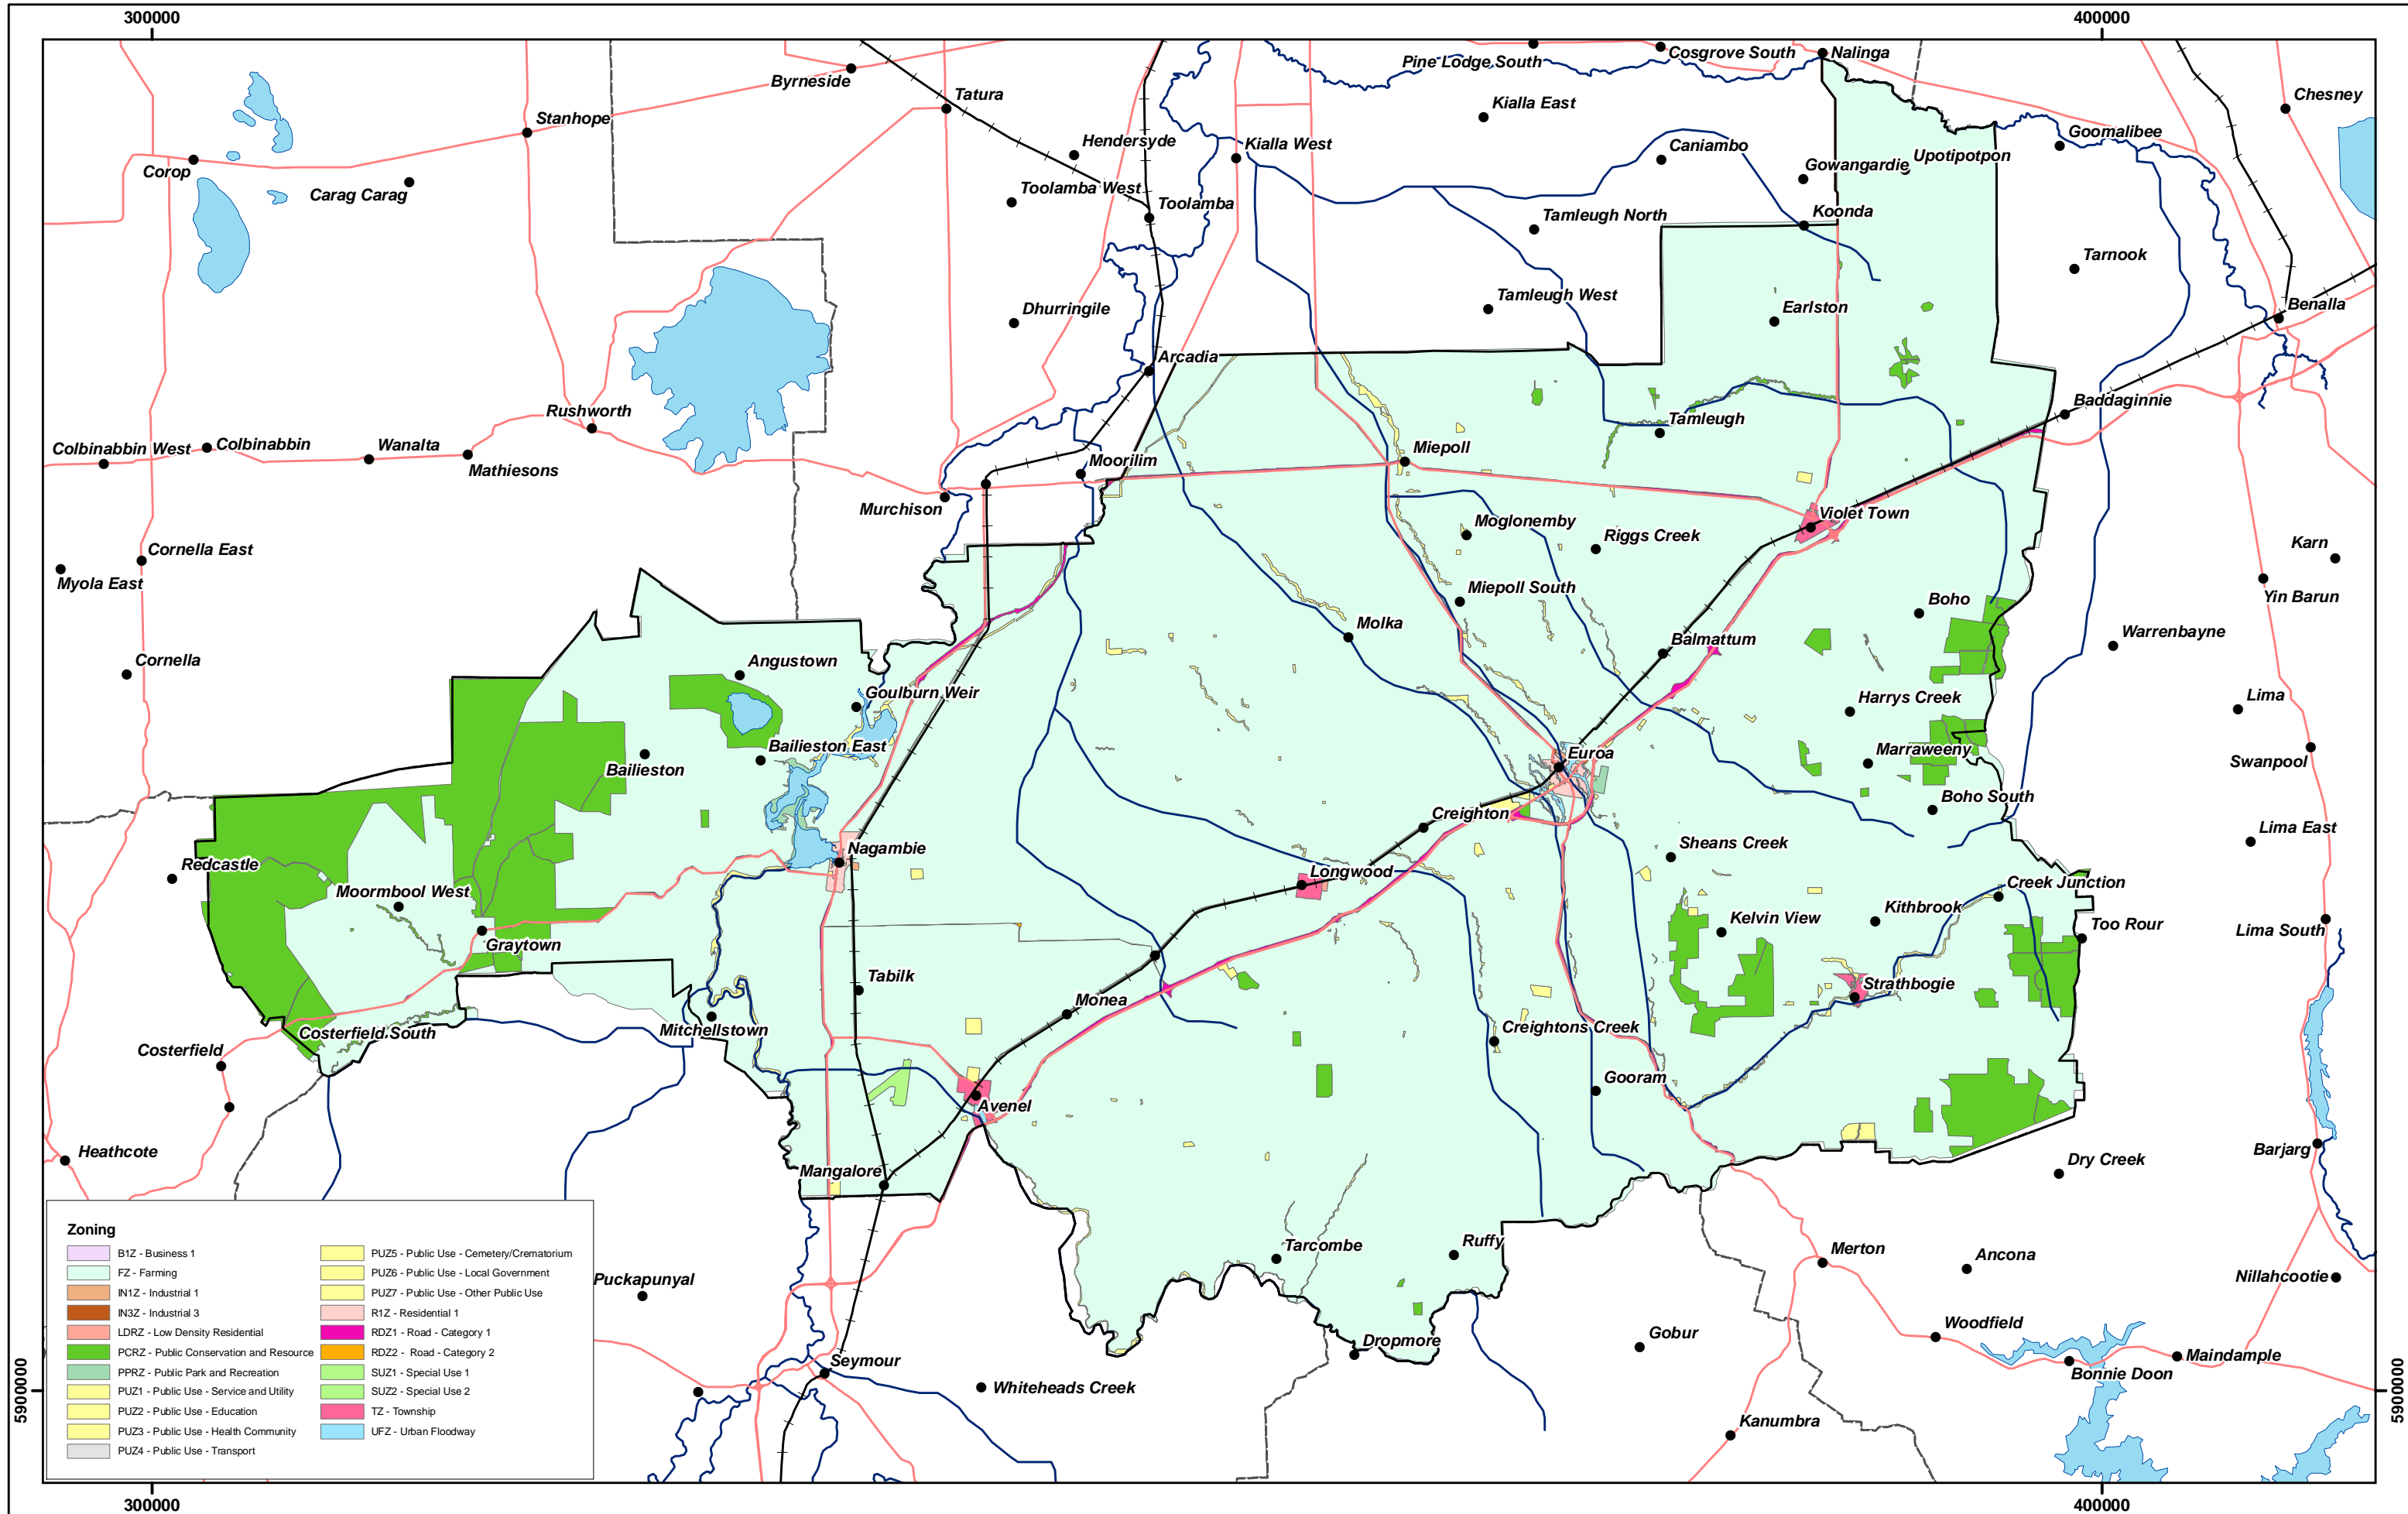 300000
400000
Byrneside
Pine Lodge South
Cosgrove South
Nalinga
Stanhope
Tatura
Kialla East
Chesney
Corop
Hendersyde
Kialla West
Caniambo
Goomalibee
Carag Carag
Toolamba West
Toolamba
Gowangardie
Upotipotpon
Tamleugh North
Koonda
Tarnook
Dhurringile
Tamleugh West
Earlston
Benalla
Arcadia
Rushworth
Baddaginnie
Colbinabbin West
Colbinabbin
Wanalta
Mathiesons
Moorilim
Miepoll
Tamleugh
Murchison
Violet Town
Moglonemby
Riggs Creek
Cornella East
Myola East
Karn
Yin Barun
Miepoll South
Boho
Molka
Balmattum
Warrenbayne
Cornella
Angustown
Goulburn Weir
Harrys Creek
Lima
Bailieston East
Bailieston
Euroa
Marraweeny
Swanpool
Creighton
Boho South
Lima East
Nagambie
Sheans Creek
Redcastle
Moormbool West
Longwood
Creek Junction
Kelvin View
Kithbrook
Too Rour
Lima South
Graytown
Tabilk
Monea
Strathbogie
Costerfield South
Mitchellstown
Creightons Creek
Costerfield
Gooram
Avenel
Heathcote
Mangalore
Dry Creek
Barjarg
Tarcombe
Ruffy
Merton
Ancona
Puckapunyal
Nillahcootie
Gobur
Woodfield
Dropmore
Seymour
Whiteheads Creek
Maindample
Bonnie Doon
Kanumbra
Zoning
B1Z - Business 1
FZ - Farming
IN1Z - Industrial 1
IN3Z - Industrial 3
LDRZ - Low Density Residential
PCRZ - Public Conservation and Resource
PPRZ - Public Park and Recreation
PUZ1 - Public Use - Service and Utility
PUZ2 - Public Use - Education
PUZ3 - Public Use - Health Community
PUZ4 - Public Use - Transport
PUZ5 - Public Use - Cemetery/Crematorium
PUZ6 - Public Use - Local Government
PUZ7 - Public Use - Other Public Use
R1Z - Residential 1
RDZ1 - Road - Category 1
RDZ2 - Road - Category 2
SUZ1 - Special Use 1
SUZ2 - Special Use 2
TZ - Township
UFZ - Urban Floodway
5900000
5900000
300000
400000